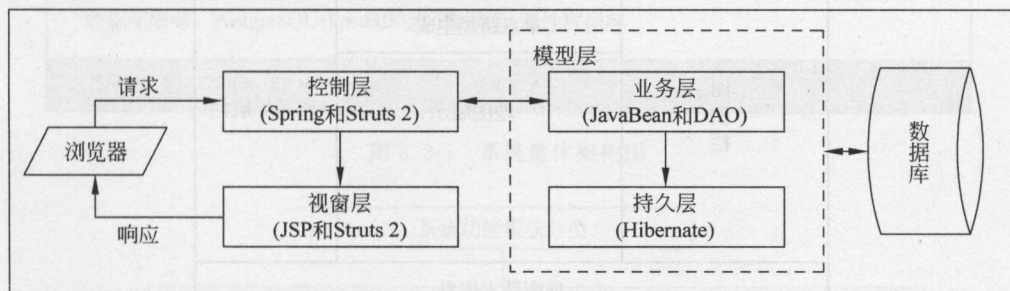 模型层
请求
控制层
(Spring和Struts 2)
业务层
(JavaBean和DAO)
浏览器
数据库
视窗层
(JSP和Struts 2)
持久层
(Hibernate)
响应